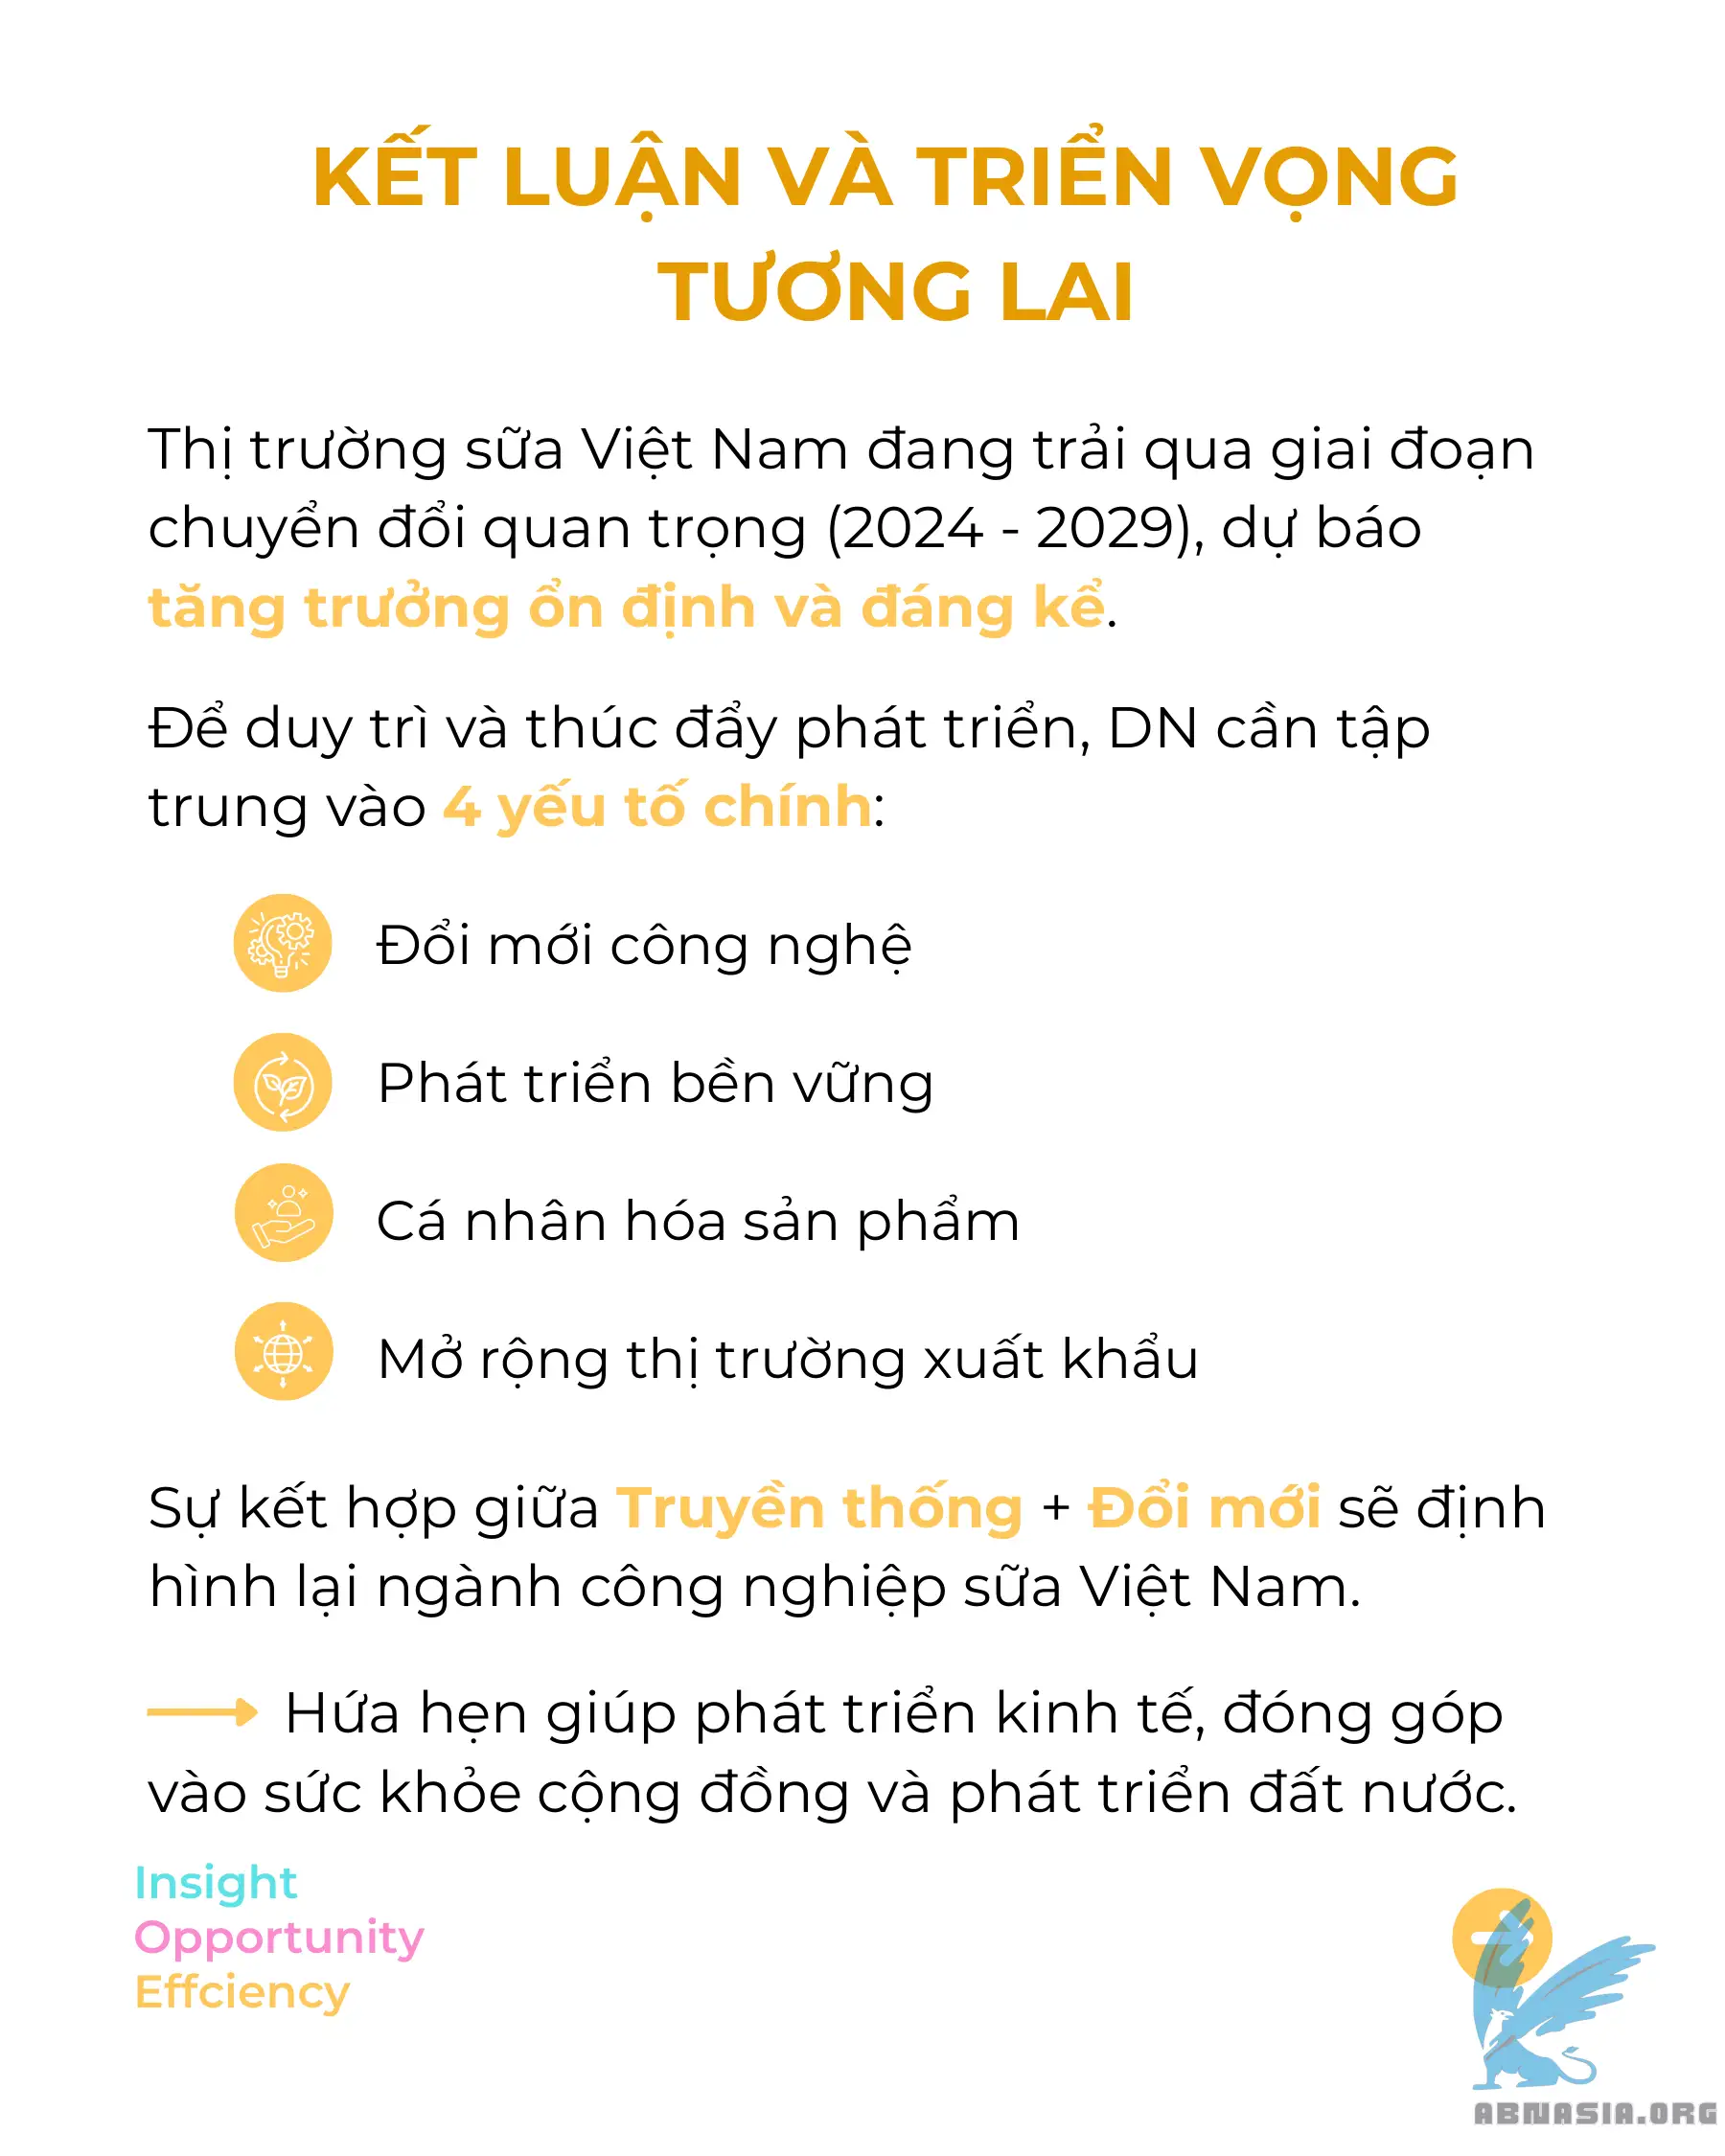 KẾT LUẬN VÀ TRIỂN VỌNG
TƯƠNG LAI
Thị trường sữa Việt Nam đang trải qua giai đoạn
chuyển đổi quan trọng (2024 - 2029), dự báo
tăng trưởng ổn định và đáng kể.
Để duy trì và thúc đẩy phát triển, DN cần tập
trung vào 4 yếu tố chính:
Đổi mới công nghệ
Phát triển bền vững
Cá nhân hóa sản phẩm
Mở rộng thị trường xuất khẩu
Sự kết hợp giữa Truyền thống + Đổi mới sẽ định
hình lại ngành công nghiệp sữa Việt Nam.
Hứa hẹn giúp phát triển kinh tế, đóng góp
vào sức khỏe cộng đồng và phát triển đất nước.
Insight
Opportunity
Effciency
ABNASIA.ORG